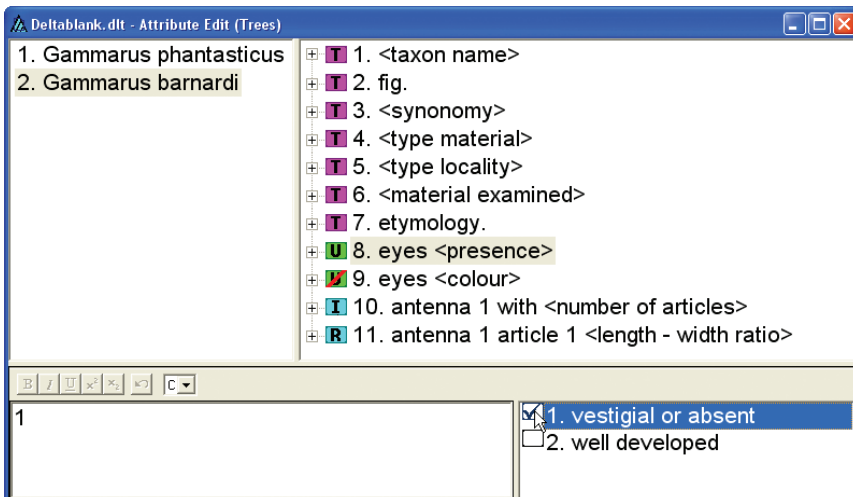 Deltablank.dlt - Attribute Edit (Trees)
1. Gammarus phantasticus
2. Gammarus barnardi
T 1. <taxon name>
T 2. fig.
T 3. <synonomy>
T 4. <type material>
T 5. <type locality>
T 6. <material examined>
T 7. etymology.
U 8. eyes <presence>
U 9. eyes <colour>
I 10. antenna 1 with <number of articles>
R 11. antenna 1 article 1 <length - width ratio>
B I U x² x₂ C
1
1. vestigial or absent
2. well developed